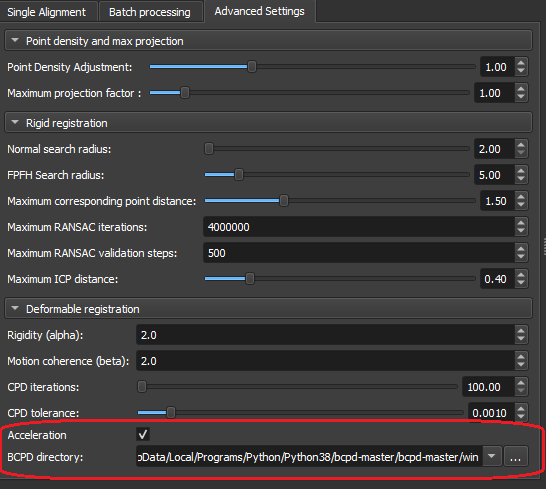 Single Alignment Batch processing Advanced Settings
Point density and max projection
Point Density Adjustment: 1.00
Maximum projection factor : 1.00
Rigid registration
Normal search radius: 2.00
FPFH Search radius: 5.00
Maximum corresponding point distance: 1.50
Maximum RANSAC iterations: 4000000
Maximum RANSAC validation steps: 500
Maximum ICP distance: 0.40
Deformable registration
Rigidity (alpha): 2.0
Motion coherence (beta): 2.0
CPD iterations: 100.00
CPD tolerance: 0.0010
Acceleration
BCPD directory: pData/Local/Programs/Python/Python38/bcpd-master/bcpd-master/win ...